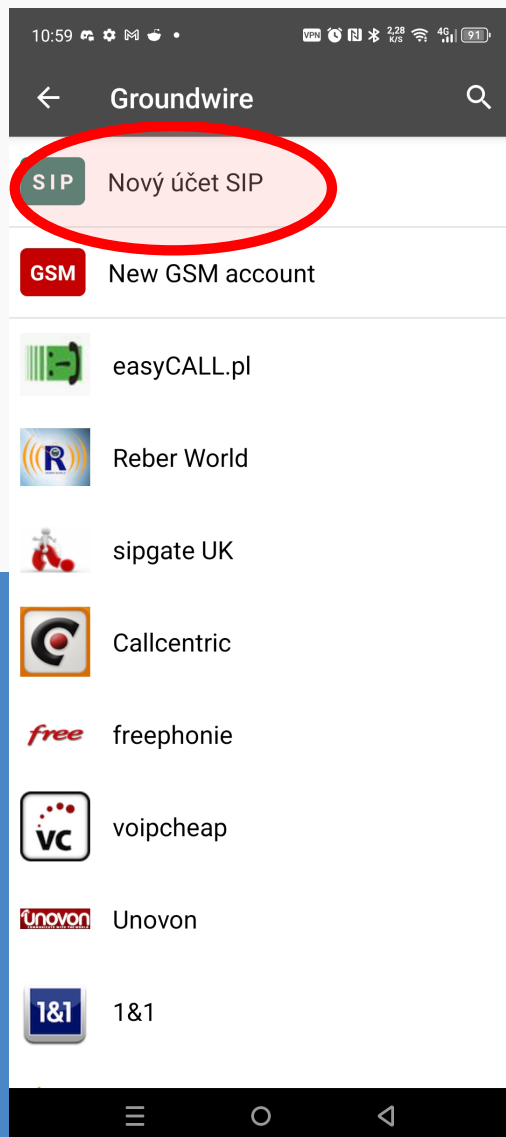 10:59
VPN 2,28 K/S 4G 91
Groundwire
SIP Nový účet SIP
GSM New GSM account
easyCALL.pl
R Reber World
sipgate UK
Callcentric
free freephonie
vc voipcheap
unovon Unovon
1&1 1&1